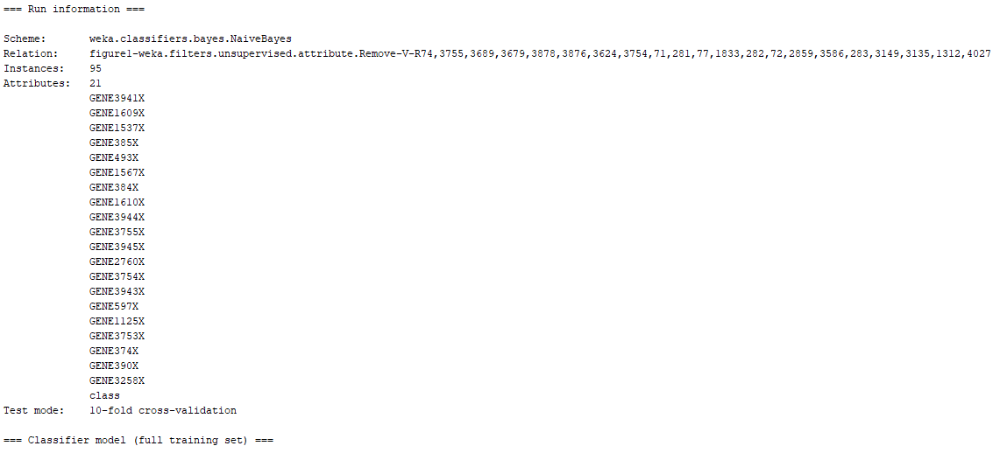 === Run information ===
Scheme: weka.classifiers.bayes.NaiveBayes
Relation: figure1-weka.filters.unsupervised.attribute.Remove-V-R74,3755,3689,3679,3878,3876,3624,3754,71,281,77,1833,282,72,2859,3586,283,3149,3135,1312,4027
Instances: 95
Attributes: 21
GENE3941X
GENE1609X
GENE1537X
GENE385X
GENE493X
GENE1567X
GENE384X
GENE1610X
GENE3944X
GENE3755X
GENE3945X
GENE2760X
GENE3754X
GENE3943X
GENE597X
GENE1125X
GENE3753X
GENE374X
GENE390X
GENE3258X
class
Test mode: 10-fold cross-validation
=== Classifier model (full training set) ===